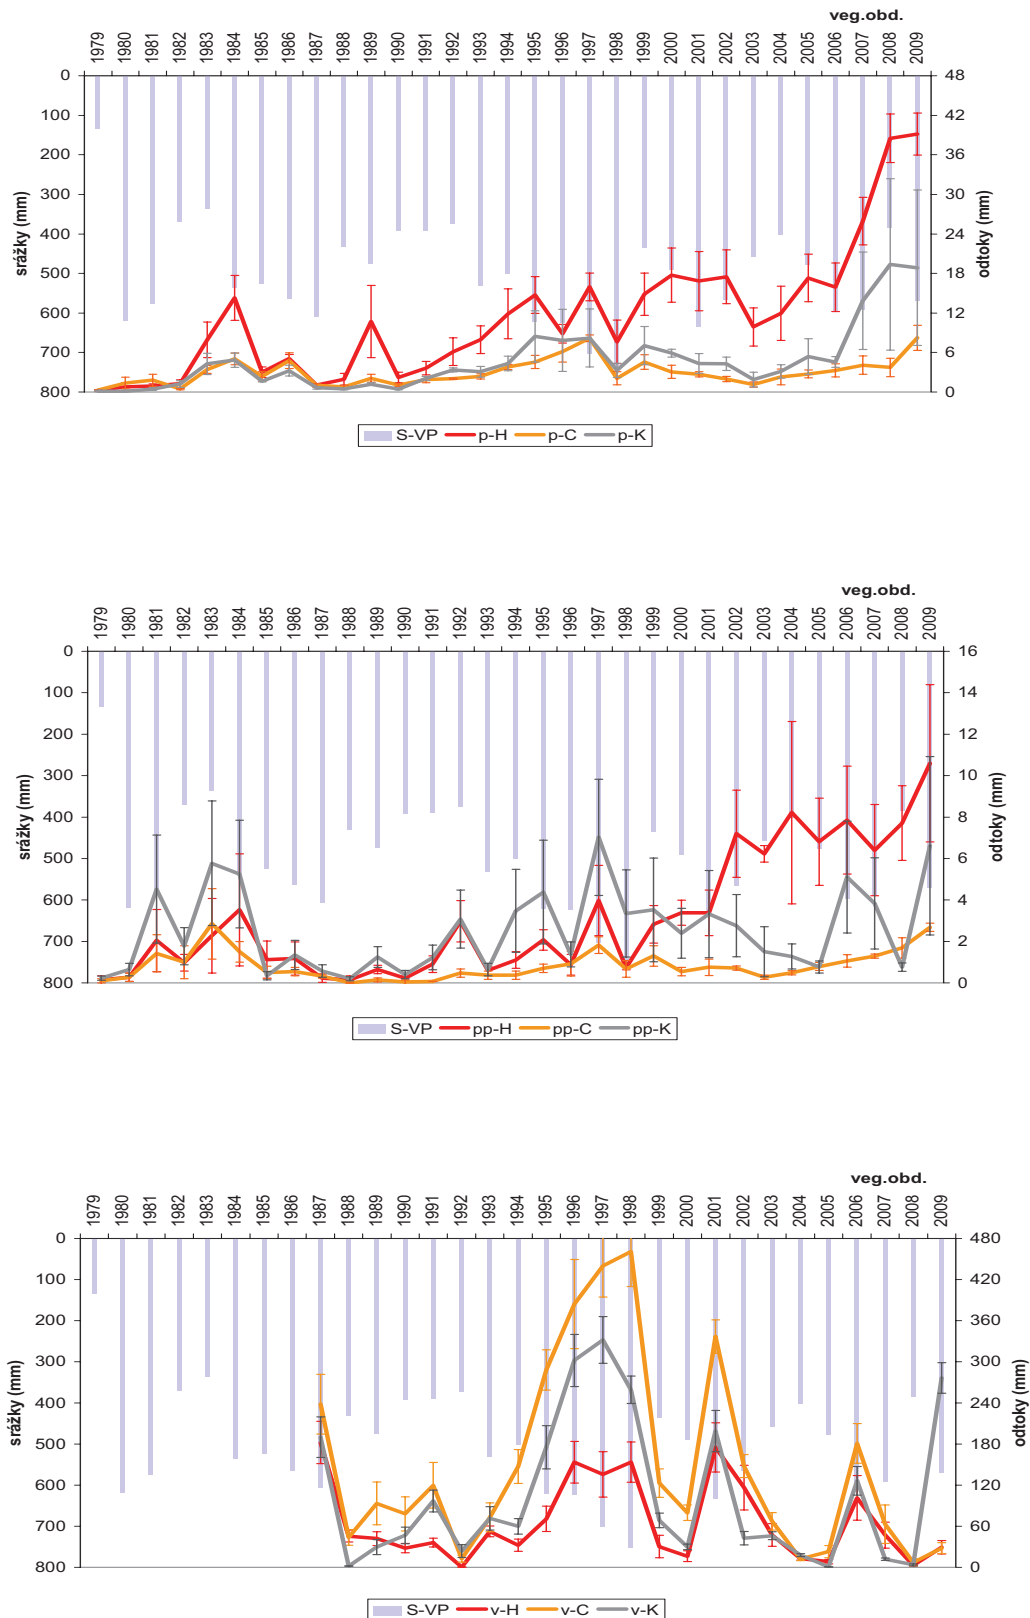 veg.obd.
1979 1980 1981 1982 1983 1984 1985 1986 1987 1988 1989 1990 1991 1992 1993 1994 1995 1996 1997 1998 1999 2000 2001 2002 2003 2004 2005 2006 2007 2008 2009
0 48
100 42
200 36
300 30
400 24
500 18
600 12
700 6
800 0
srážky (mm)
odtoky (mm)
S-VP p-H p-C p-K
veg.obd.
1979 1980 1981 1982 1983 1984 1985 1986 1987 1988 1989 1990 1991 1992 1993 1994 1995 1996 1997 1998 1999 2000 2001 2002 2003 2004 2005 2006 2007 2008 2009
0 16
100 14
200 12
300 10
400 8
500 6
600 4
700 2
800 0
srážky (mm)
odtoky (mm)
S-VP pp-H pp-C pp-K
veg.obd.
1979 1980 1981 1982 1983 1984 1985 1986 1987 1988 1989 1990 1991 1992 1993 1994 1995 1996 1997 1998 1999 2000 2001 2002 2003 2004 2005 2006 2007 2008 2009
0 480
100 420
200 360
300 300
400 240
500 180
600 120
700 60
800 0
srážky (mm)
odtoky (mm)
S-VP v-H v-C v-K